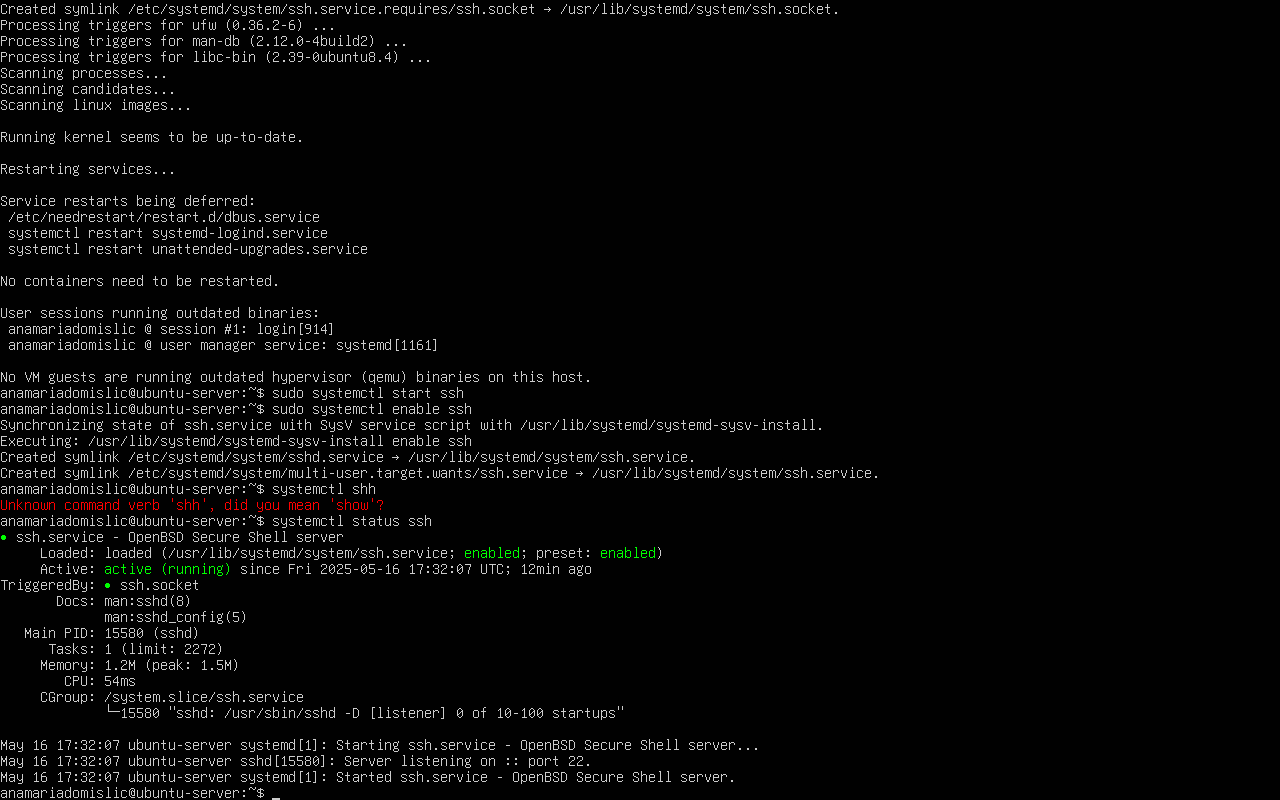 Created symlink /etc/systemd/system/ssh.service.requires/ssh.socket → /usr/lib/systemd/system/ssh.socket.
Processing triggers for ufw (0.36.2-6) ...
Processing triggers for man-db (2.12.0-4build2) ...
Processing triggers for libc-bin (2.39-0ubuntu8.4) ...
Scanning processes...
Scanning candidates...
Scanning linux images...

Running kernel seems to be up-to-date.

Restarting services...

Service restarts being deferred:
 /etc/needrestart/restart.d/dbus.service
 systemctl restart systemd-logind.service
 systemctl restart unattended-upgrades.service

No containers need to be restarted.

User sessions running outdated binaries:
 anamariadomislic @ session #1: login[914]
 anamariadomislic @ user manager service: systemd[1161]

No VM guests are running outdated hypervisor (qemu) binaries on this host.
anamariadomislic@ubuntu-server:~$ sudo systemctl start ssh
anamariadomislic@ubuntu-server:~$ sudo systemctl enable ssh
Synchronizing state of ssh.service with SysV service script with /usr/lib/systemd/systemd-sysv-install.
Executing: /usr/lib/systemd/systemd-sysv-install enable ssh
Created symlink /etc/systemd/system/sshd.service → /usr/lib/systemd/system/ssh.service.
Created symlink /etc/systemd/system/multi-user.target.wants/ssh.service → /usr/lib/systemd/system/ssh.service.
anamariadomislic@ubuntu-server:~$ systemctl shh
Unknown command verb 'shh', did you mean 'show'?
anamariadomislic@ubuntu-server:~$ systemctl status ssh
● ssh.service - OpenBSD Secure Shell server
     Loaded: loaded (/usr/lib/systemd/system/ssh.service; enabled; preset: enabled)
     Active: active (running) since Fri 2025-05-16 17:32:07 UTC; 12min ago
TriggeredBy: ● ssh.socket
       Docs: man:sshd(8)
             man:sshd_config(5)
   Main PID: 15580 (sshd)
      Tasks: 1 (limit: 2272)
     Memory: 1.2M (peak: 1.5M)
        CPU: 54ms
     CGroup: /system.slice/ssh.service
             └─15580 "sshd: /usr/sbin/sshd -D [listener] 0 of 10-100 startups"

May 16 17:32:07 ubuntu-server systemd[1]: Starting ssh.service - OpenBSD Secure Shell server...
May 16 17:32:07 ubuntu-server sshd[15580]: Server listening on :: port 22.
May 16 17:32:07 ubuntu-server systemd[1]: Started ssh.service - OpenBSD Secure Shell server.
anamariadomislic@ubuntu-server:~$ _